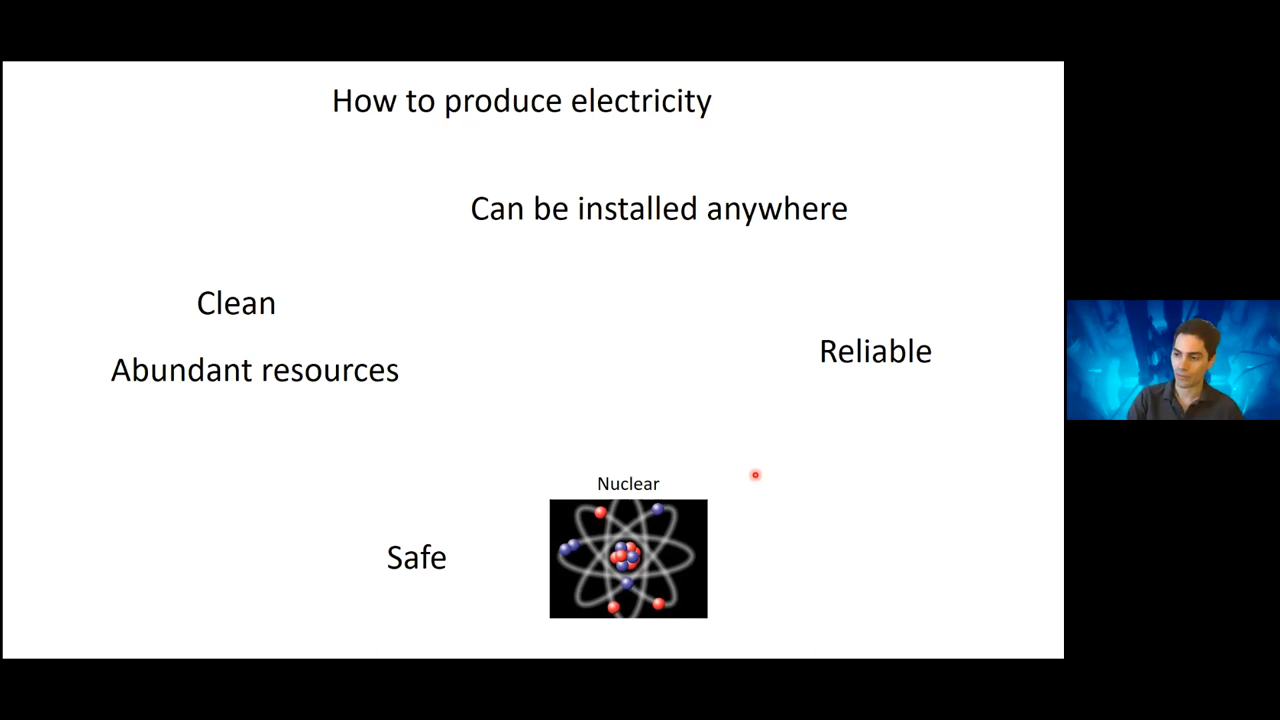 How to produce electricity
Can be installed anywhere
Clean
Reliable
Abundant resources
Nuclear
Safe